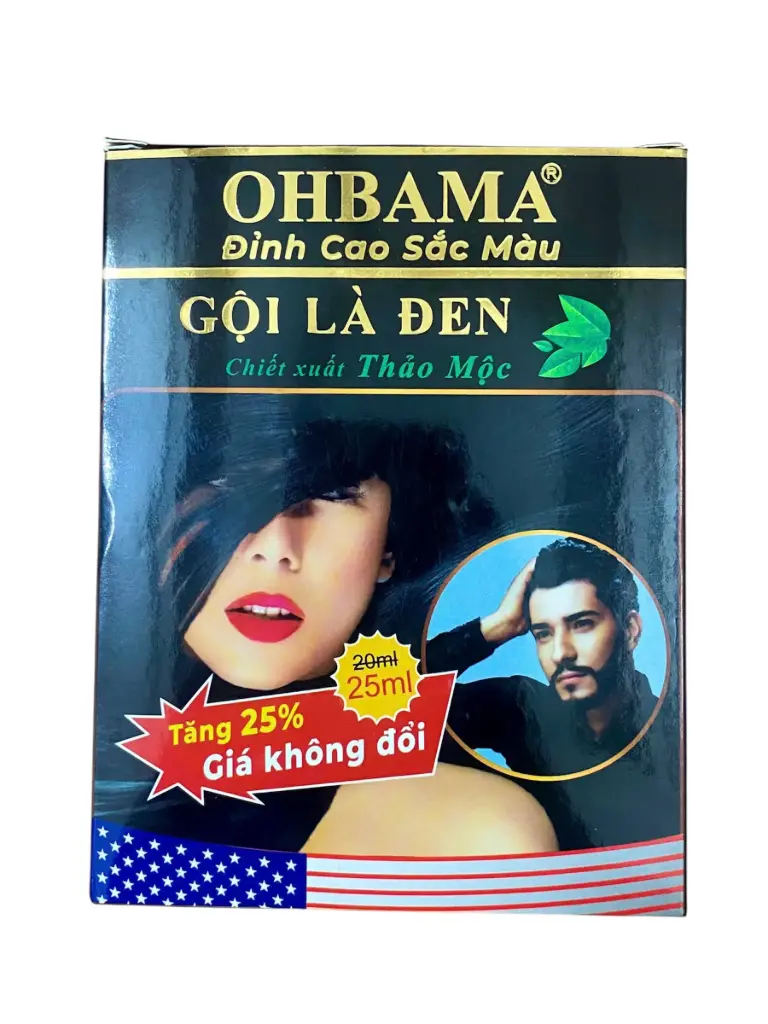 OHBAMA®
Đỉnh Cao Sắc Màu
GỘI LÀ ĐEN
Chiết xuất Thảo Mộc
20ml
25ml
Tăng 25%
Giá không đổi